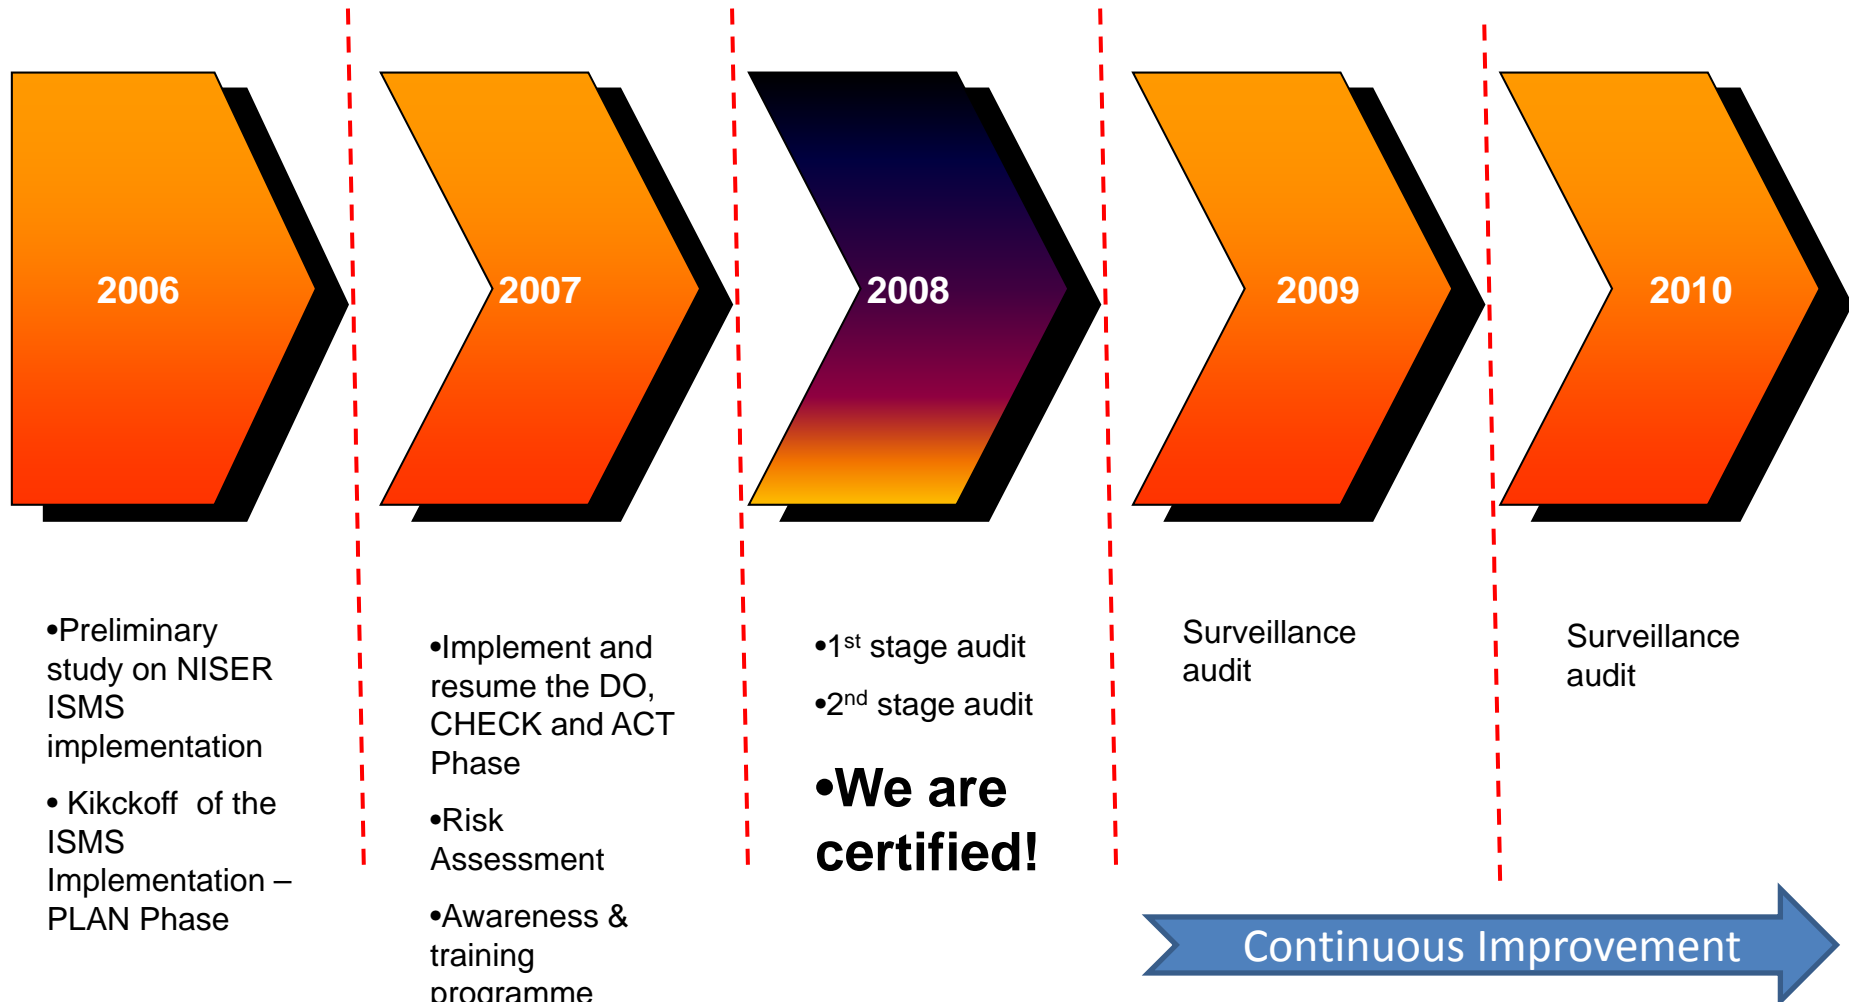 2006
2007
2008
2009
2010
•Preliminary
study on NISER
ISMS
implementation
• Kikckoff of the
ISMS
Implementation –
PLAN Phase
•Implement and
resume the DO,
CHECK and ACT
Phase
•Risk
Assessment
•Awareness &
training
programme
•1st stage audit
•2nd stage audit
•We are
certified!
Surveillance
audit
Surveillance
audit
Continuous Improvement